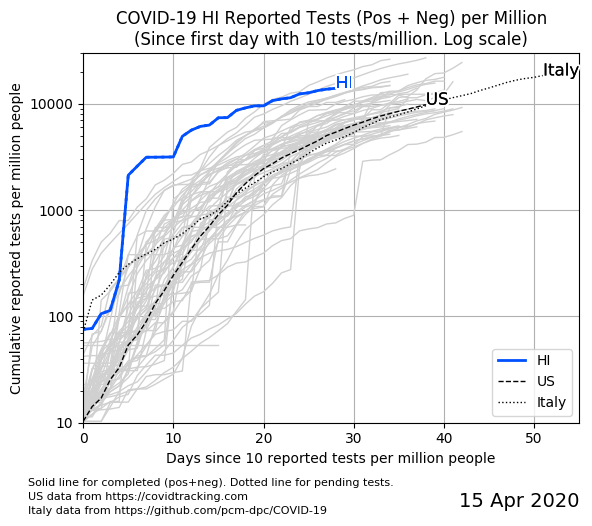 COVID-19 HI Reported Tests (Pos + Neg) per Million
(Since first day with 10 tests/million. Log scale)
Cumulative reported tests per million people
10000
1000
100
10
HI
US
Italy
HI
US
Italy
0
10
20
30
40
50
Days since 10 reported tests per million people
Solid line for completed (pos+neg). Dotted line for pending tests.
US data from https://covidtracking.com
Italy data from https://github.com/pcm-dpc/COVID-19
15 Apr 2020